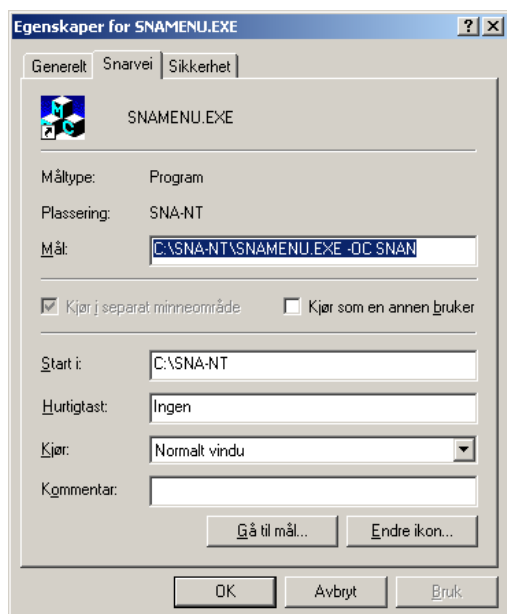 Egenskaper for SNAMENU.EXE
Generelt Snarvei Sikkerhet
M C
SNAMENU.EXE
Måltype: Program
Plassering: SNA-NT
Mål: C:\SNA-NT\SNAMENU.EXE -OC SNAN
Kjør i separat minneområde Kjør som en annen bruker
Start i: C:\SNA-NT
Hurtigtast: Ingen
Kjør: Normalt vindu
Kommentar:
Gå til mål... Endre ikon...
OK Avbryt Bruk